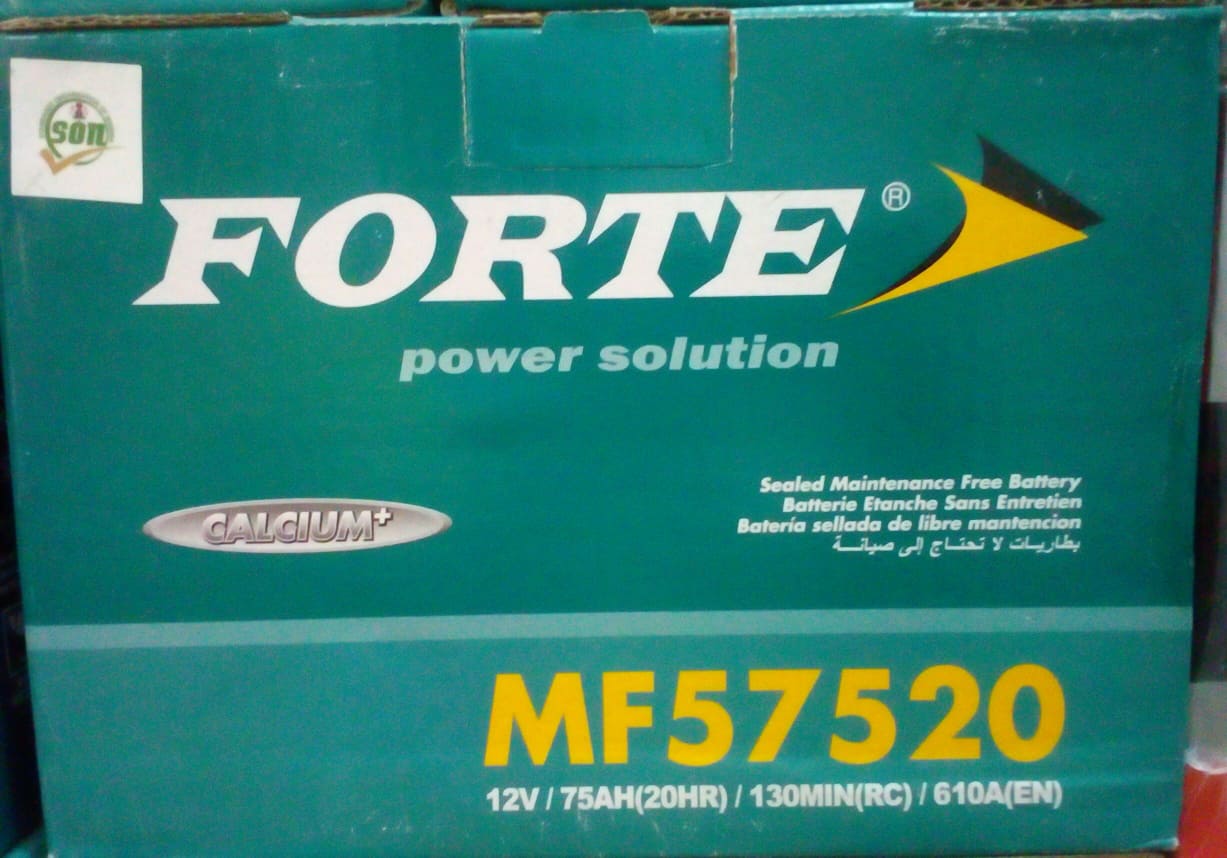 SON
FORTE®
power solution
CALCIUM+
Sealed Maintenance Free Battery
Batterie Etanche Sans Entretien
Batería sellada de libre mantencion
بطاريات لا تحتاج إلى صيانة
MF57520
12V / 75AH(20HR) / 130MIN(RC) / 610A(EN)